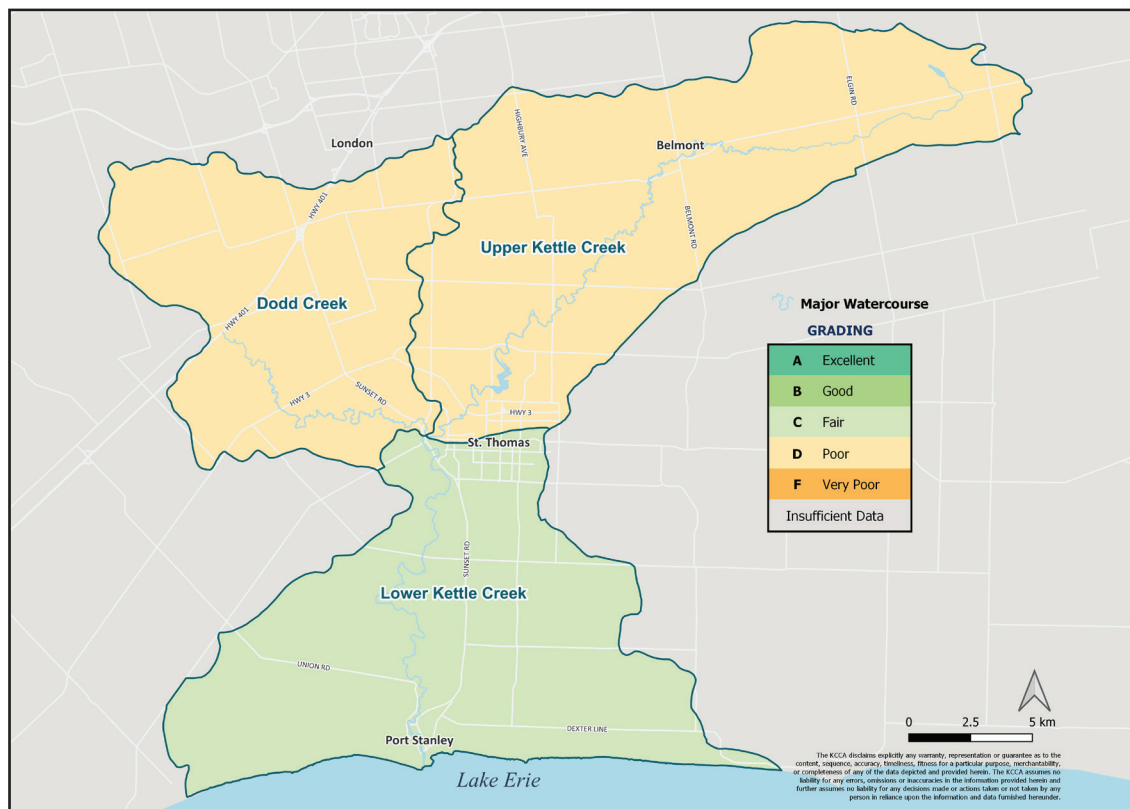 London
HIGHBURY AVE
ELGIN RD
Belmont
HWY 401
BELMONT RD
Upper Kettle Creek
Dodd Creek
HWY 401
Major Watercourse
GRADING
A Excellent
B Good
C Fair
D Poor
F Very Poor
Insufficient Data
SUNSET RD
HWY 3
HWY 3
St. Thomas
SUNSET RD
Lower Kettle Creek
UNION RD
DEXTER LINE
Port Stanley
Lake Erie
0 2.5 5 km
The KCCA disclaims explicitly any warranty, representation or guarantee as to the
content, sequence, accuracy, timeliness, fitness for a particular purpose, merchantability,
or completeness of any of the data depicted and provided herein. The KCCA assumes no
liability for any errors, omissions or inaccuracies in the information provided herein and
further assumes no liability for any decisions made or actions taken or not taken by any
person in reliance upon the information and data furnished hereunder.